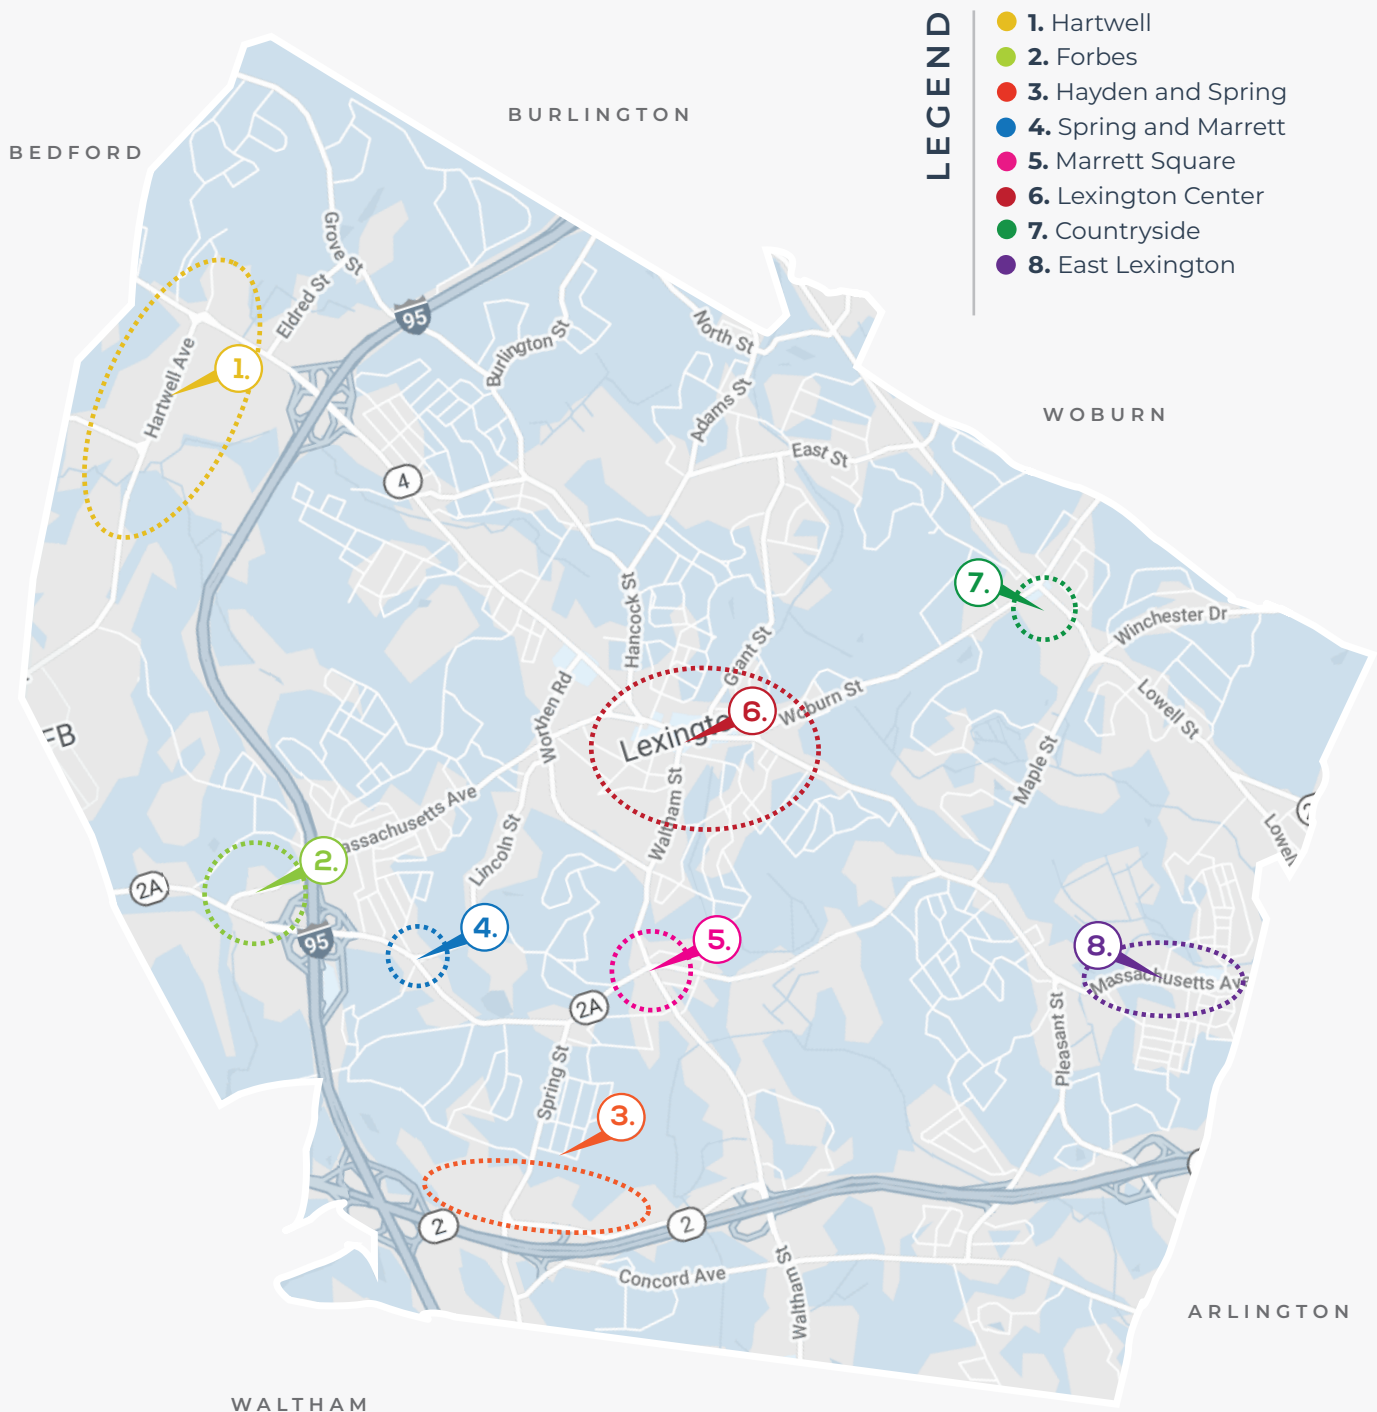 LEGEND
1. Hartwell
2. Forbes
3. Hayden and Spring
4. Spring and Marrett
5. Marrett Square
6. Lexington Center
7. Countryside
8. East Lexington
BURLINGTON
BEDFORD
WOBURN
ARLINGTON
WALTHAM
Grove St
Eldred St
95
Burlington St
North St
Hartwell Ave
1.
Adams St
East St
4
Hancock St
7.
Winchester Dr
Grant St
Worthen Rd
Woburn St
6.
Lowell St
FB
Maple St
Waltham St
Massachusetts Ave
Lincoln St
2.
2A
95
4.
5.
8.
Massachusetts Ave
2A
Pleasant St
Spring St
3.
2
2
Concord Ave
Waltham St